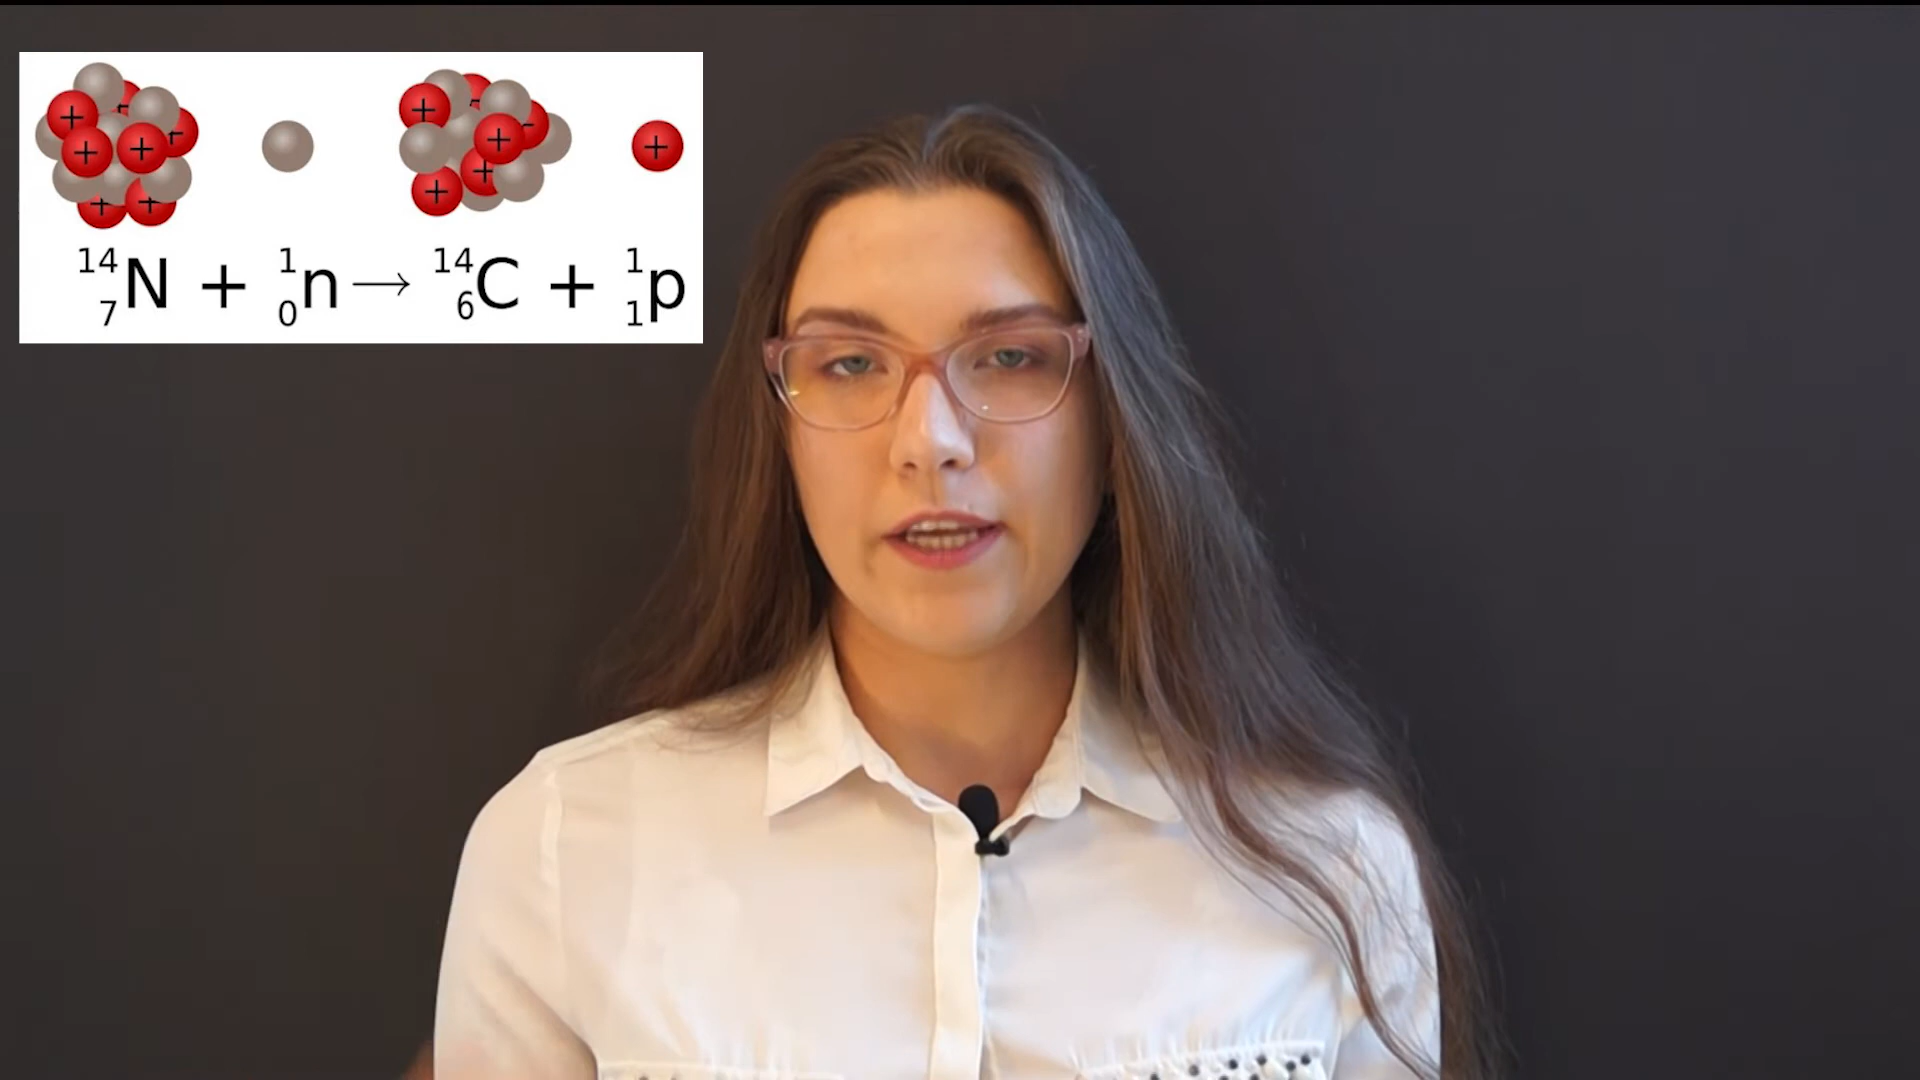 ¹⁴₇N + ¹₀n → ¹⁴₆C + ¹₁p